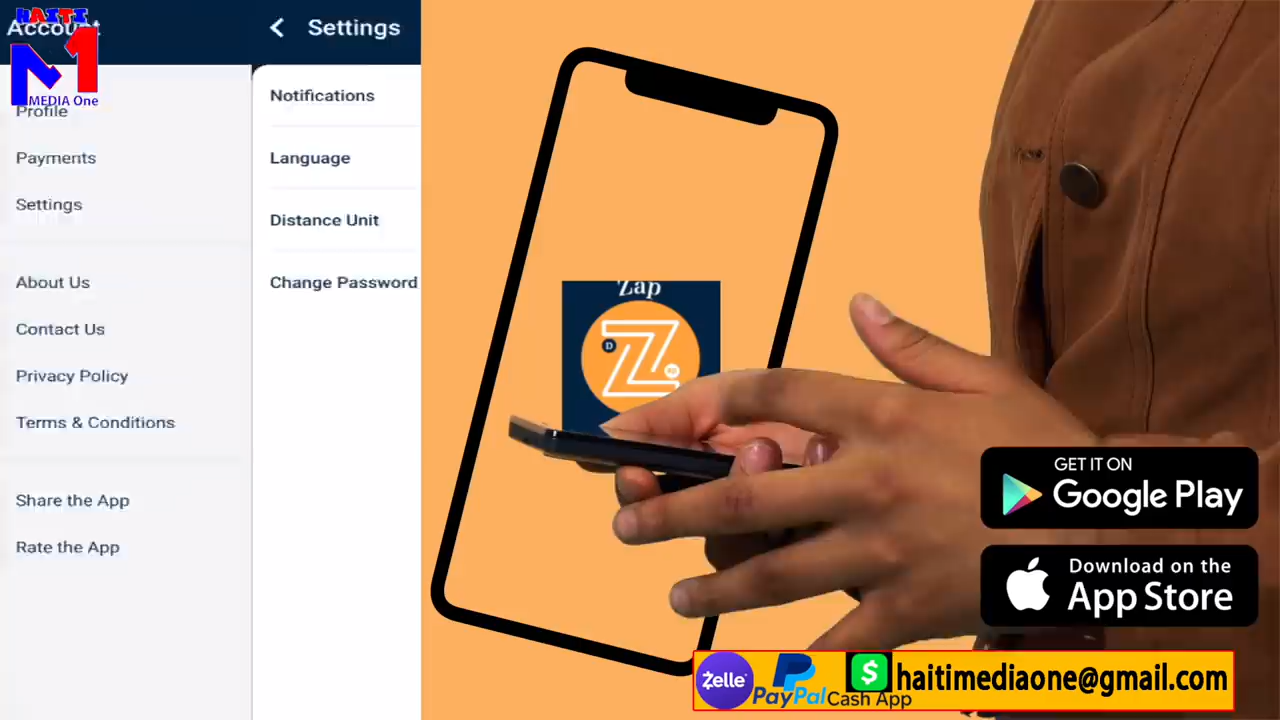 HAITI
M1
MEDIA One
Account
Profile
Payments
Settings
About Us
Contact Us
Privacy Policy
Terms & Conditions
Share the App
Rate the App
Settings
Notifications
Language
Distance Unit
Change Password
Zap
D
Z
GET IT ON
Google Play
Download on the
App Store
Zelle
PayPal
$
Cash App
haitimediaone@gmail.com